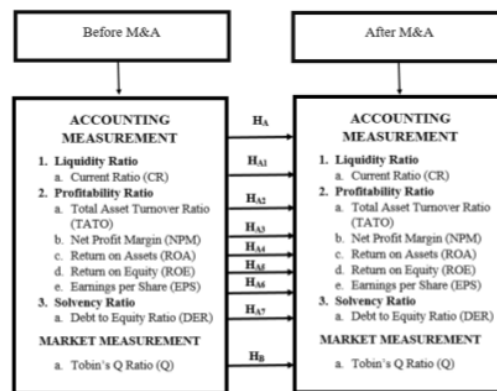 Before M&A
After M&A
ACCOUNTING
MEASUREMENT
1. Liquidity Ratio
a. Current Ratio (CR)
2. Profitability Ratio
a. Total Asset Turnover Ratio
(TATO)
b. Net Profit Margin (NPM)
c. Return on Assets (ROA)
d. Return on Equity (ROE)
e. Earnings per Share (EPS)
3. Solvency Ratio
a. Debt to Equity Ratio (DER)
MARKET MEASUREMENT
a. Tobin's Q Ratio (Q)
HA
HA1
HA2
HA3
HA4
HA5
HA6
HA7
HB
ACCOUNTING
MEASUREMENT
1. Liquidity Ratio
a. Current Ratio (CR)
2. Profitability Ratio
a. Total Asset Turnover Ratio
(TATO)
b. Net Profit Margin (NPM)
c. Return on Assets (ROA)
d. Return on Equity (ROE)
e. Earnings per Share (EPS)
3. Solvency Ratio
a. Debt to Equity Ratio (DER)
MARKET MEASUREMENT
a. Tobin's Q Ratio (Q)